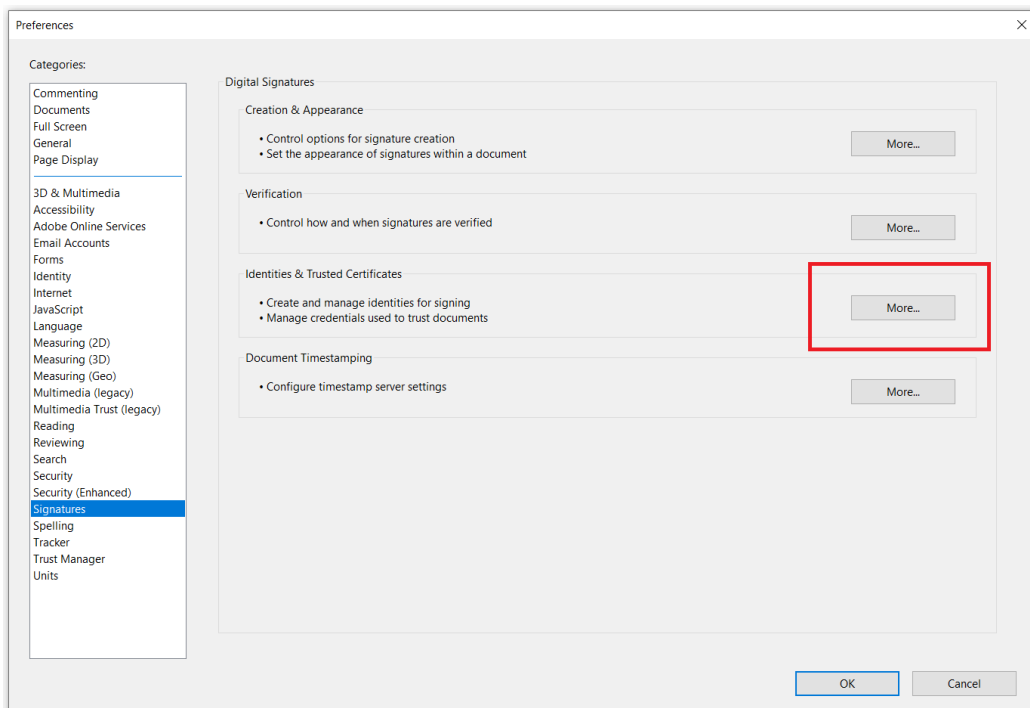 Preferences
Categories:
Commenting
Documents
Full Screen
General
Page Display
3D & Multimedia
Accessibility
Adobe Online Services
Email Accounts
Forms
Identity
Internet
JavaScript
Language
Measuring (2D)
Measuring (3D)
Measuring (Geo)
Multimedia (legacy)
Multimedia Trust (legacy)
Reading
Reviewing
Search
Security
Security (Enhanced)
Signatures
Spelling
Tracker
Trust Manager
Units
Digital Signatures
Creation & Appearance
• Control options for signature creation
• Set the appearance of signatures within a document
More...
Verification
• Control how and when signatures are verified
More...
Identities & Trusted Certificates
• Create and manage identities for signing
• Manage credentials used to trust documents
More...
Document Timestamping
• Configure timestamp server settings
More...
OK
Cancel